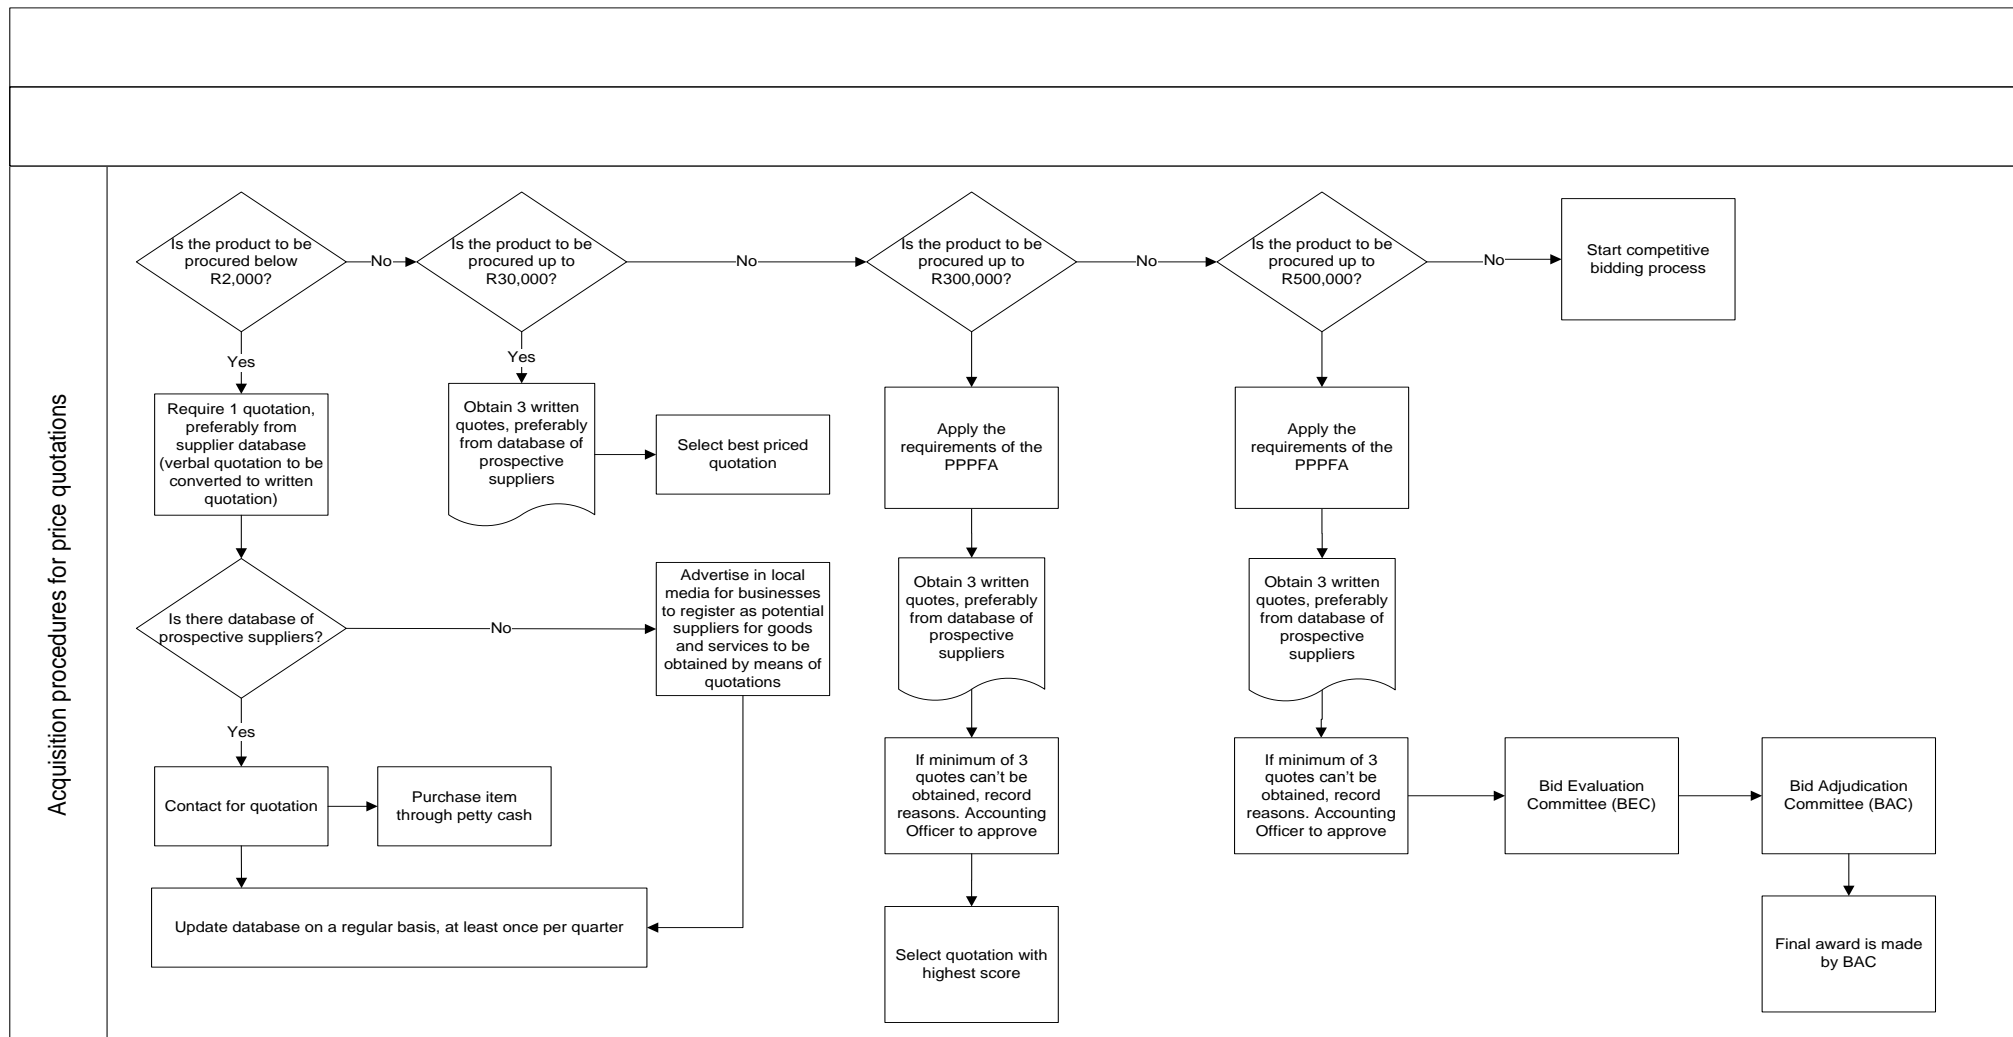 Acquisition procedures for price quotations
Is the product to be
procured below
R2,000?
No
Is the product to be
procured up to
R30,000?
No
Is the product to be
procured up to
R300,000?
No
Is the product to be
procured up to
R500,000?
No
Start competitive
bidding process
Yes
Require 1 quotation,
preferably from
supplier database
(verbal quotation to be
converted to written
quotation)
Yes
Obtain 3 written
quotes, preferably
from database of
prospective
suppliers
Select best priced
quotation
Apply the
requirements of the
PPPFA
Apply the
requirements of the
PPPFA
Is there database of
prospective suppliers?
No
Advertise in local
media for businesses
to register as potential
suppliers for goods
and services to be
obtained by means of
quotations
Obtain 3 written
quotes, preferably
from database of
prospective
suppliers
Obtain 3 written
quotes, preferably
from database of
prospective
suppliers
Yes
Contact for quotation
Purchase item
through petty cash
If minimum of 3
quotes can’t be
obtained, record
reasons. Accounting
Officer to approve
If minimum of 3
quotes can’t be
obtained, record
reasons. Accounting
Officer to approve
Bid Evaluation
Committee (BEC)
Bid Adjudication
Committee (BAC)
Update database on a regular basis, at least once per quarter
Select quotation with
highest score
Final award is made
by BAC